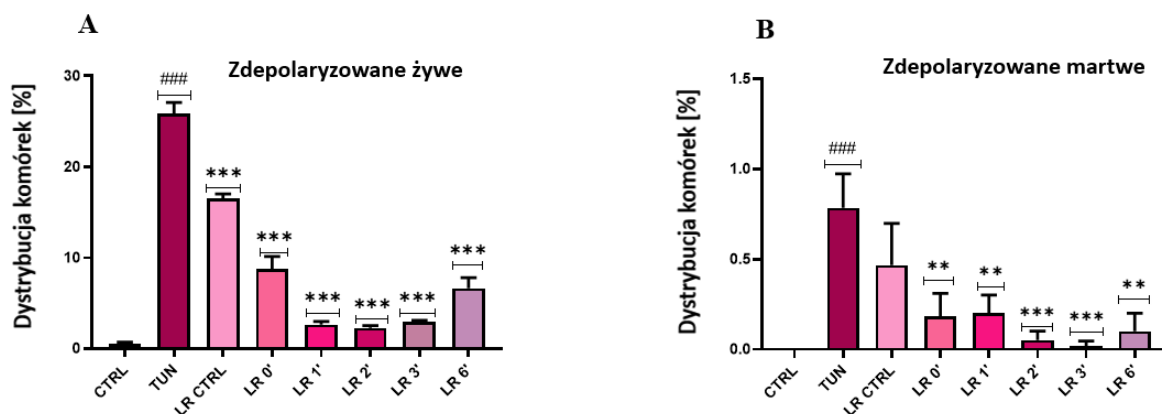 A
Zdepolaryzowane żywe
Dystrybucja komórek [%]
30
20
10
0
###
***
***
***
***
***
***
CTRL
TUN
LR CTRL
LR 0'
LR 1'
LR 2'
LR 3'
LR 6'
B
Zdepolaryzowane martwe
Dystrybucja komórek [%]
1.5
1.0
0.5
0.0
###
**
**
***
***
**
CTRL
TUN
LR CTRL
LR 0'
LR 1'
LR 2'
LR 3'
LR 6'